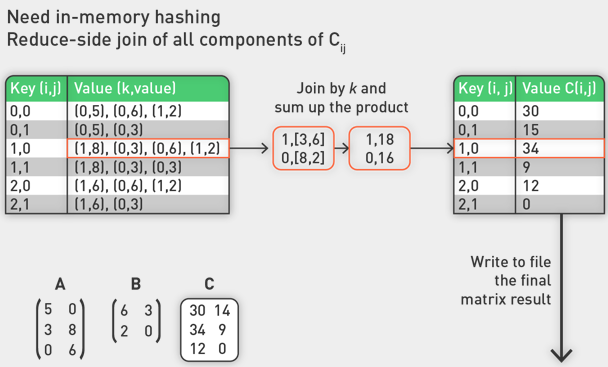 Need in-memory hashing
Reduce-side join of all components of Cij
Key (i,j) Value (k,value)
0,0 (0,5), (0,6), (1,2)
0,1 (0,5), (0,3)
1,0 (1,8), (0,3), (0,6), (1,2)
1,1 (1,8), (0,3), (0,3)
2,0 (1,6), (0,6), (1,2)
2,1 (1,6), (0,3)
Join by k and
sum up the product
1,[3,6]
0,[8,2]
1,18
0,16
Key (i, j) Value C(i,j)
0,0 30
0,1 15
1,0 34
1,1 9
2,0 12
2,1 0
Write to file
the final
matrix result
A
5 0
3 8
0 6
B
6 3
2 0
C
30 14
34 9
12 0